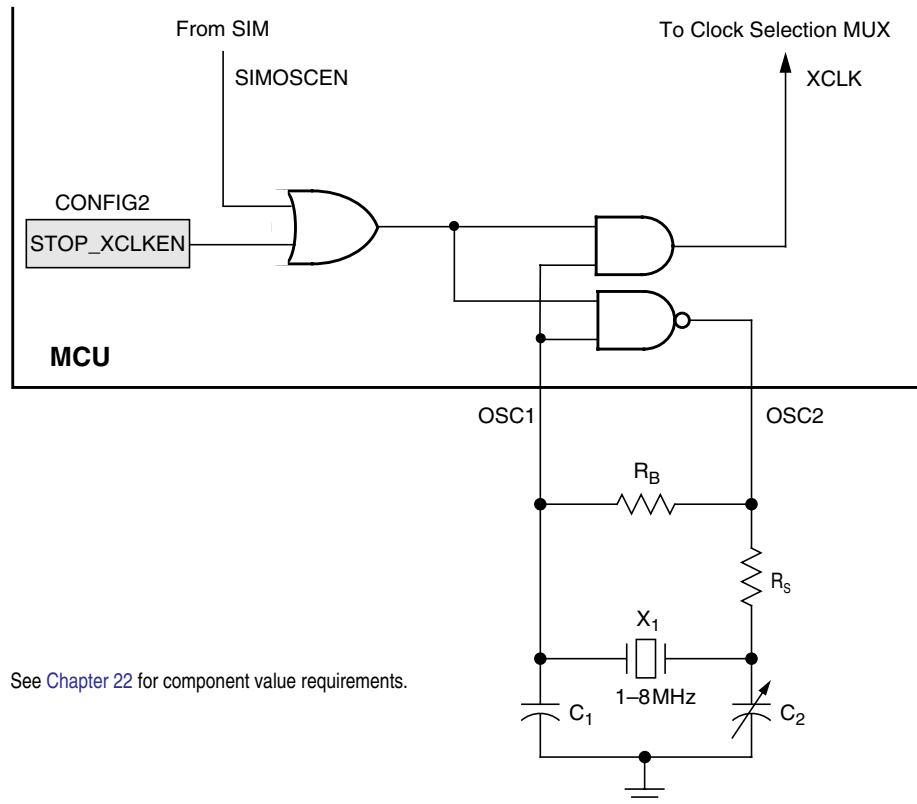 From SIM
To Clock Selection MUX
SIMOSCEN
XCLK
CONFIG2
STOP_XCLKEN
MCU
OSC1
OSC2
RB
RS
X1
1–8MHz
See Chapter 22 for component value requirements.
C1
C2